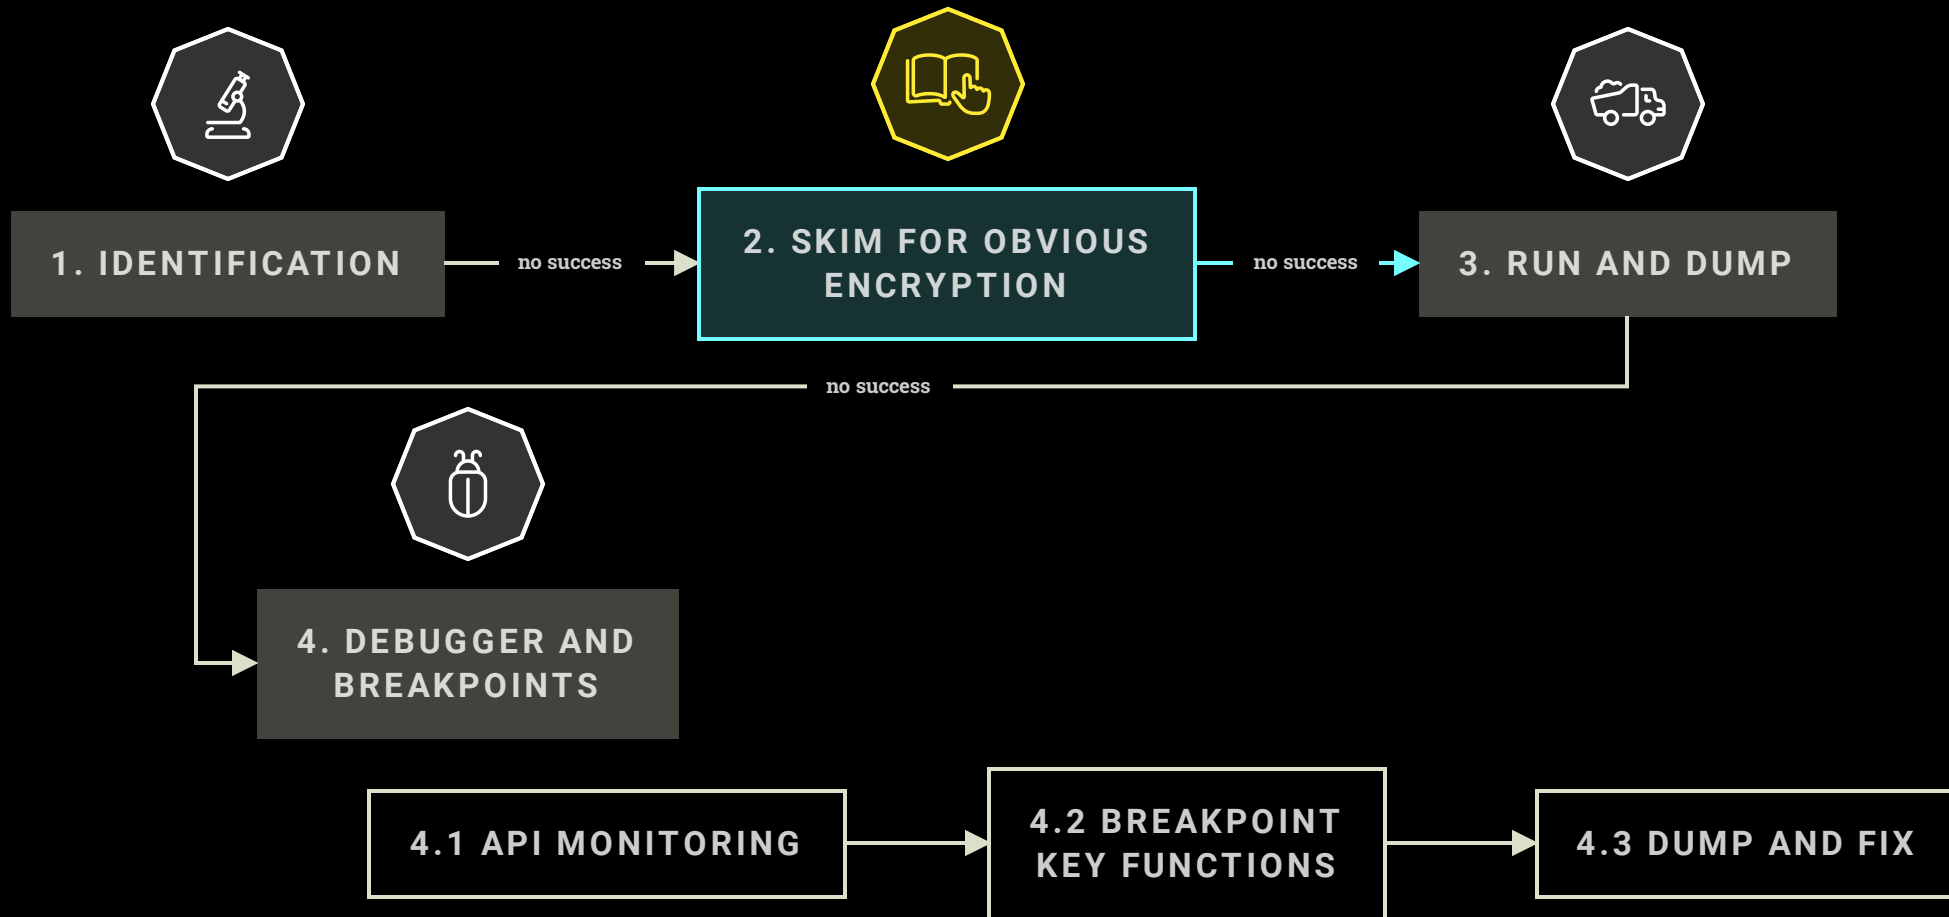 1. IDENTIFICATION
no success
2. SKIM FOR OBVIOUS
ENCRYPTION
no success
3. RUN AND DUMP
no success
4. DEBUGGER AND
BREAKPOINTS
4.1 API MONITORING
4.2 BREAKPOINT
KEY FUNCTIONS
4.3 DUMP AND FIX